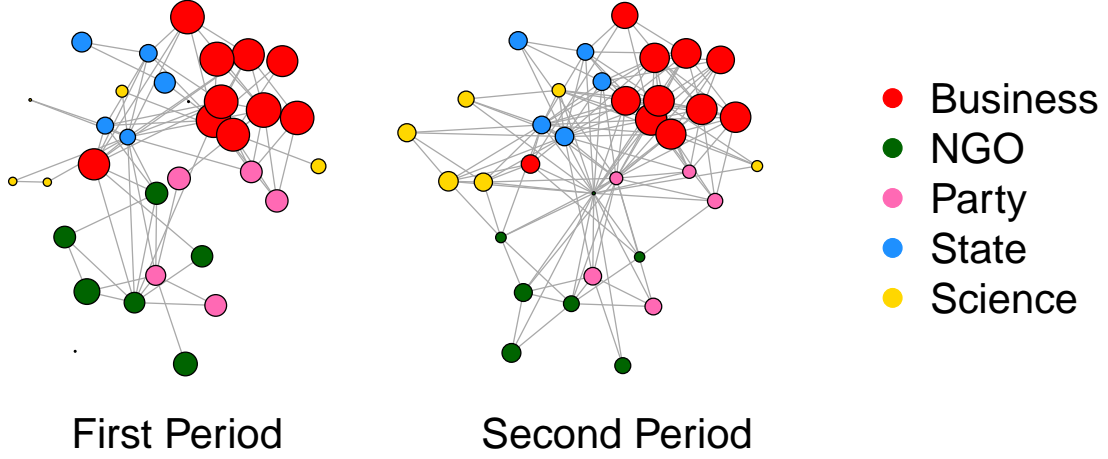 Business
NGO
Party
State
Science
First Period
Second Period